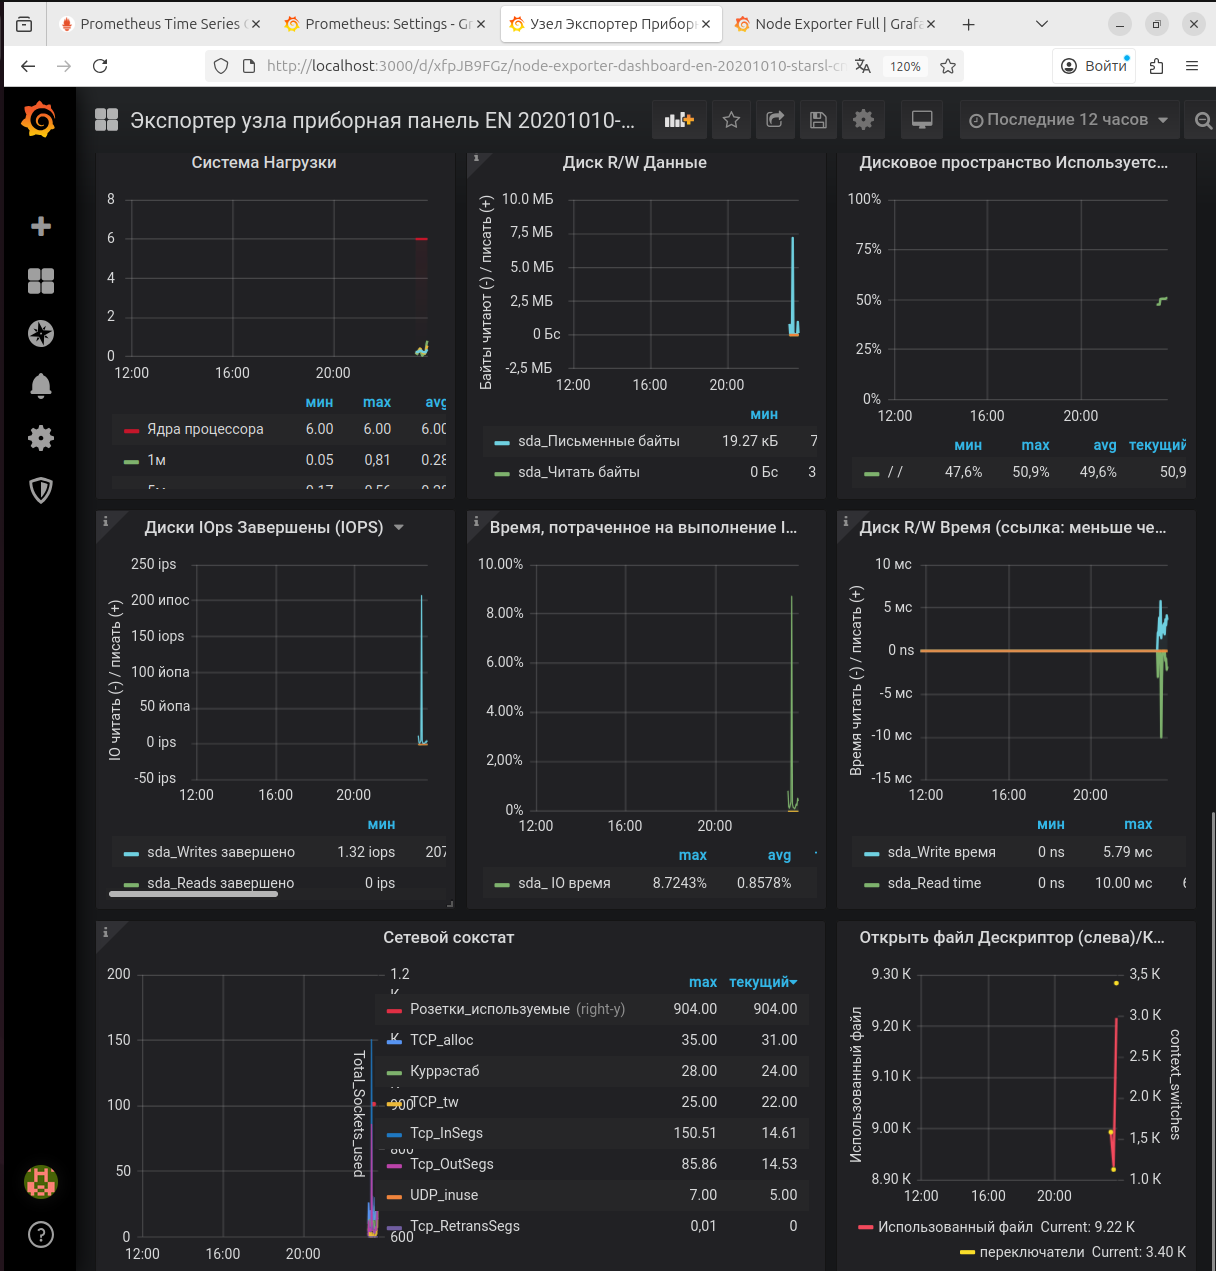 Prometheus Time Series
Prometheus: Settings - Gr
Узел Экспортер Прибор
Node Exporter Full | Grafa
http://localhost:3000/d/xfpJB9FGz/node-exporter-dashboard-en-20201010-starsl-cn
120%
Войти
Экспортер узла приборная панель EN 20201010-...
Последние 12 часов
Система Нагрузки
8
6
4
2
0
12:00 16:00 20:00
мин max avg
Ядра процессора 6.00 6.00 6.00
1м 0.05 0,81 0.28
5м 0.17 0.56
Диск R/W Данные
Байты читают (-) / писать (+)
10.0 МБ
7,5 МБ
5.0 МБ
2,5 МБ
0 Бс
-2,5 МБ
12:00 16:00 20:00
мин
sda_Письменные байты 19.27 кБ 7
sda_Читать байты 0 Бс 3
Дисковое пространство Используетс...
100%
75%
50%
25%
0%
12:00 16:00 20:00
мин max avg текущий
/ / 47,6% 50,9% 49,6% 50,9
Диски IOps Завершены (IOPS)
IO читать (-) / писать (+)
250 ips
200 ипос
150 iops
100 йопа
50 йопа
0 ips
-50 ips
12:00 16:00 20:00
мин
sda_Writes завершено 1.32 iops 207
sda_Reads завершено 0 ips
Время, потраченное на выполнение I...
10.00%
8.00%
6.00%
4.00%
2,00%
0%
12:00 16:00 20:00
max avg
sda_ IO время 8.7243% 0.8578%
Диск R/W Время (ссылка: меньше че...
Время читать (-) / писать (+)
10 мс
5 мс
0 ns
-5 мс
-10 мс
-15 мс
12:00 16:00 20:00
мин max
sda_Write время 0 ns 5.79 мс
sda_Read time 0 ns 10.00 мс
Сетевой сокстат
200
150
100
50
0
12:00 16:00 20:00
1.2
К
К
900
800
600
Total_Sockets_used
max текущий
Розетки_используемые (right-y) 904.00 904.00
TCP_alloc 35.00 31.00
Куррэстаб 28.00 24.00
TCP_tw 25.00 22.00
Tcp_InSegs 150.51 14.61
Tcp_OutSegs 85.86 14.53
UDP_inuse 7.00 5.00
Tcp_RetransSegs 0,01 0
Открыть файл Дескриптор (слева)/К...
Использованный файл
9.30 К
9.20 К
9.10 К
9.00 К
8.90 К
12:00 16:00 20:00
3,5 К
3.0 К
2.5 К
2.0 К
1,5 К
1.0 К
context_switches
Использованный файл Current: 9.22 К
переключатели Current: 3.40 К